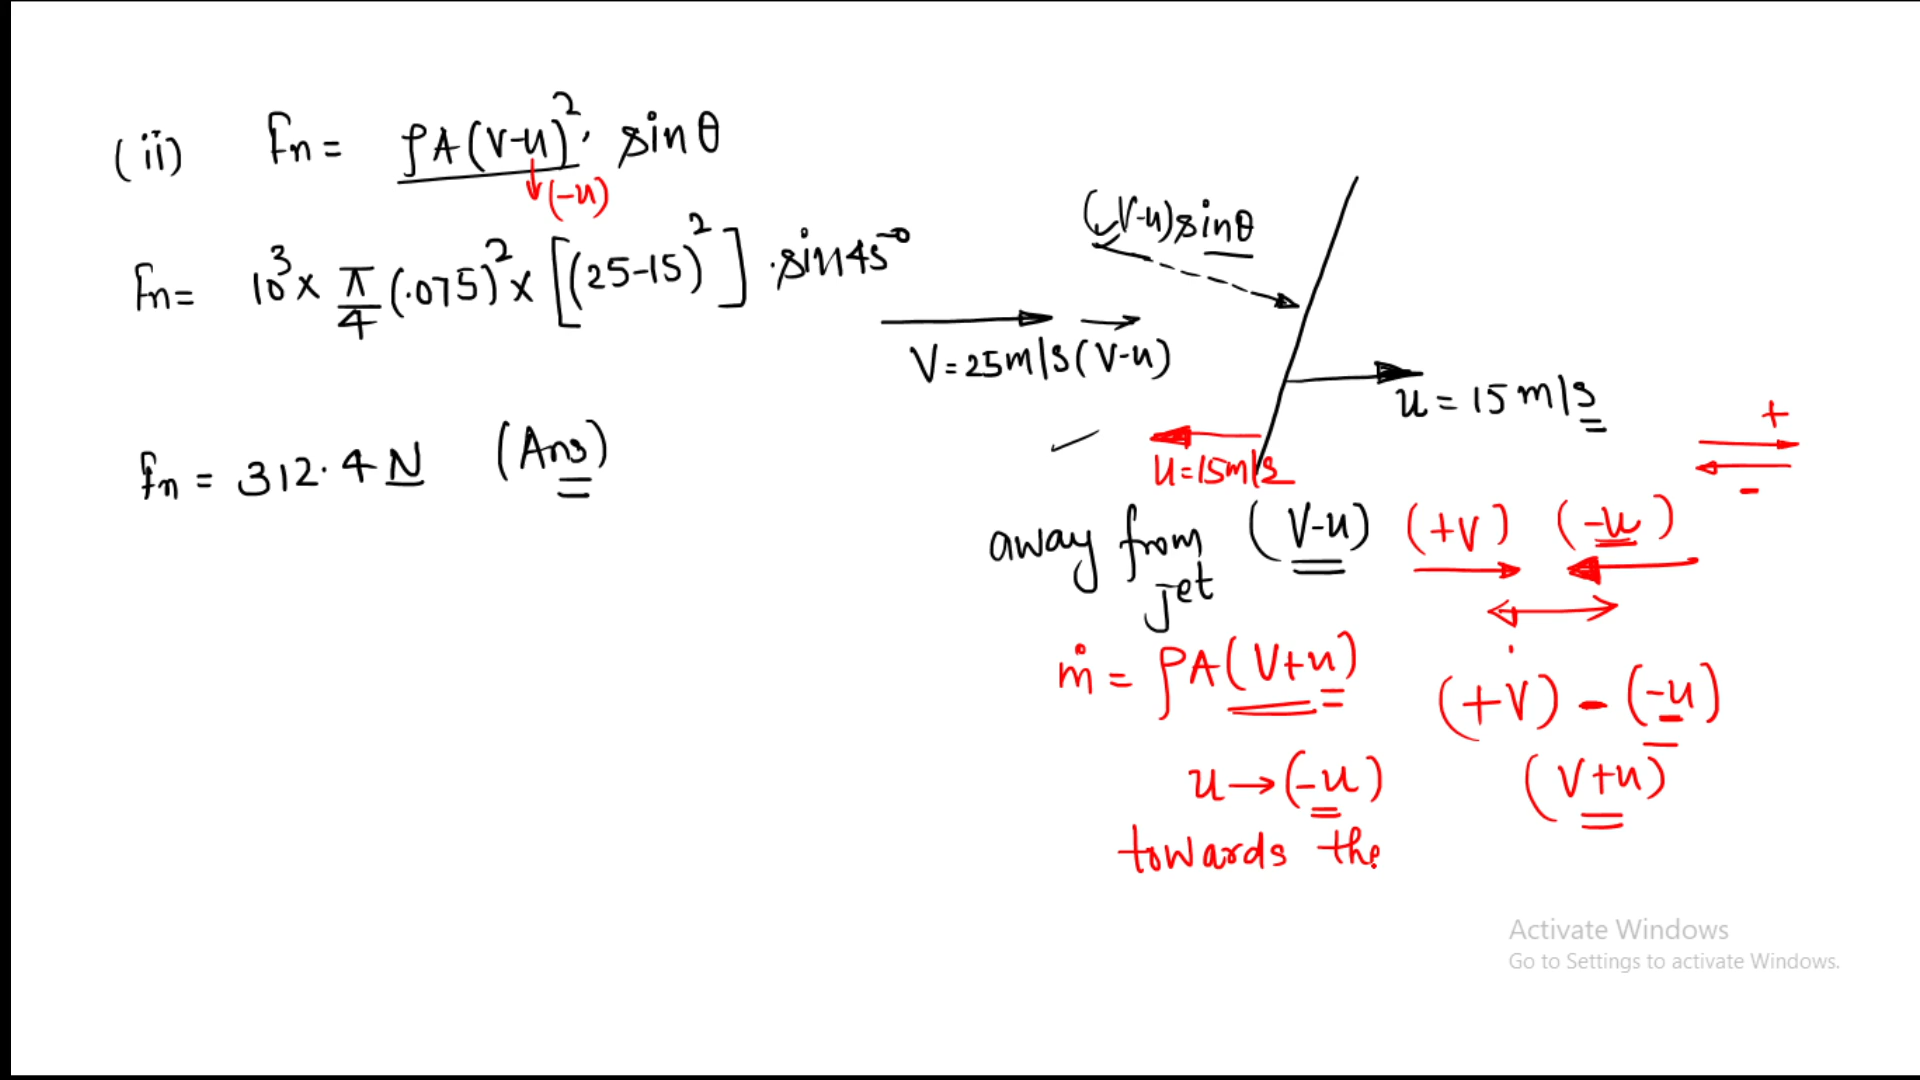 (ii) Fn = ρA(V-u)². sinθ
(-u)
Fn = 10³ x π/4 (.075)² x [(25-15)²] .sin45°
Fn = 312.4 N (Ans)
(V-u)sinθ
V = 25m/s (V-u)
u = 15 m/s
u=15m/s
+
-
away from jet (V-u) (+V) (-u)
ṁ = ρA(V+u) (+V) - (-u)
u → (-u) (V+u)
towards the
Activate Windows
Go to Settings to activate Windows.